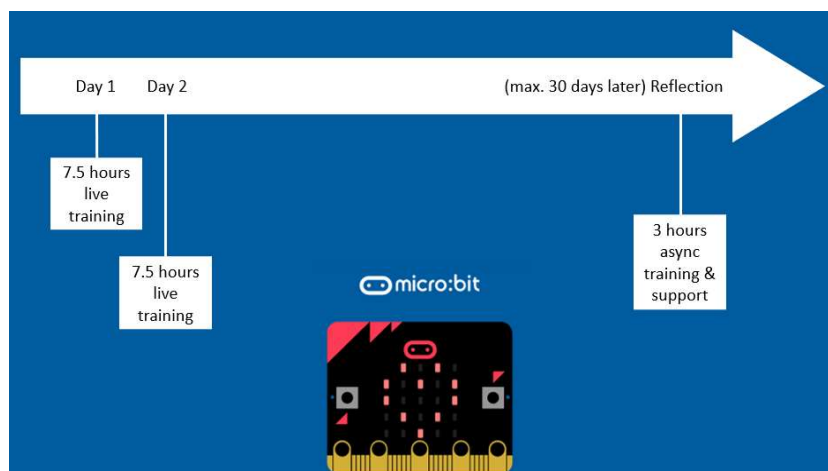 Day 1
Day 2
(max. 30 days later) Reflection
7.5 hours
live
training
7.5 hours
live
training
3 hours
async
training &
support
micro:bit